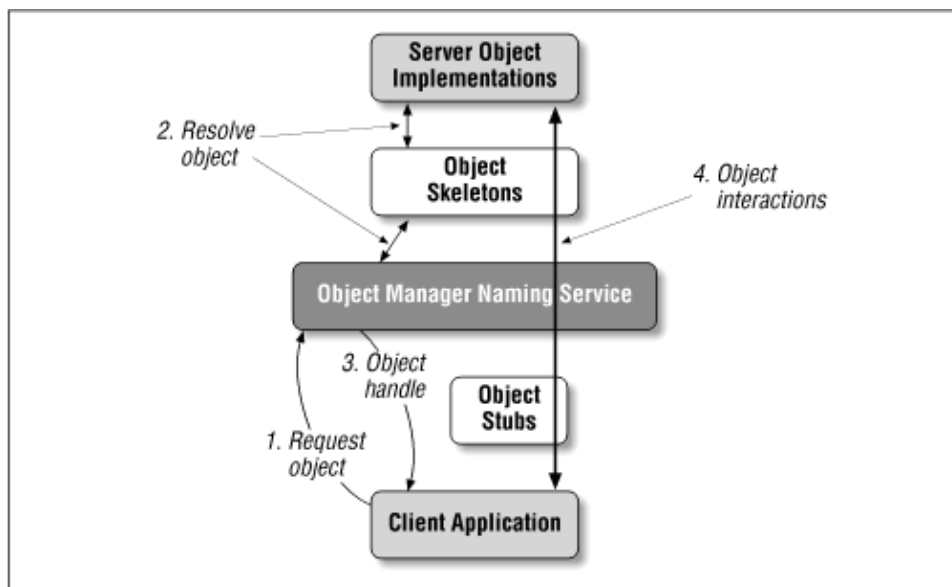 Server Object
Implementations
2. Resolve
object
Object
Skeletons
4. Object
interactions
Object Manager Naming Service
3. Object
handle
Object
Stubs
1. Request
object
Client Application